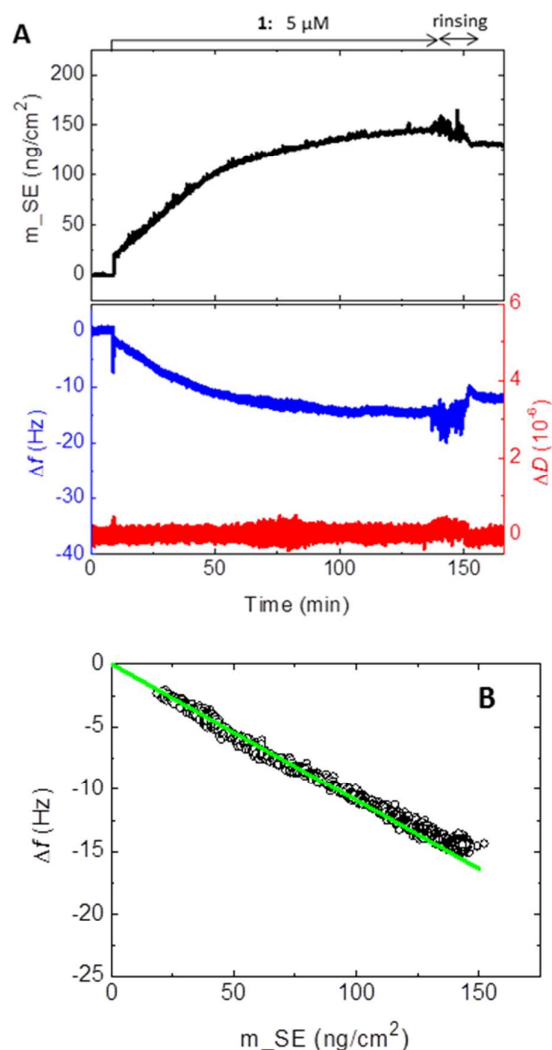 1: 5 μM
rinsing
A
m_SE (ng/cm²)
200
150
100
50
0
Δf (Hz)
0
-10
-20
-30
-40
6
4
2
0
ΔD (10⁻⁶)
0 50 100 150
Time (min)
B
Δf (Hz)
0
-5
-10
-15
-20
-25
0 50 100 150
m_SE (ng/cm²)